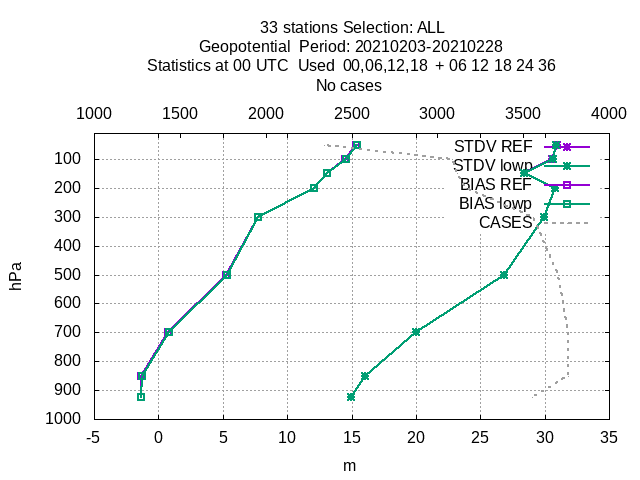 33 stations Selection: ALL
Geopotential  Period: 20210203-20210228
Statistics at 00 UTC  Used  00,06,12,18  + 06 12 18 24 36
No cases
1000 1500 2000 2500 3000 3500 4000
STDV REF
STDV lowp
BIAS REF
BIAS lowp
CASES
100
200
300
400
500
600
700
800
900
1000
hPa
-5 0 5 10 15 20 25 30 35
m